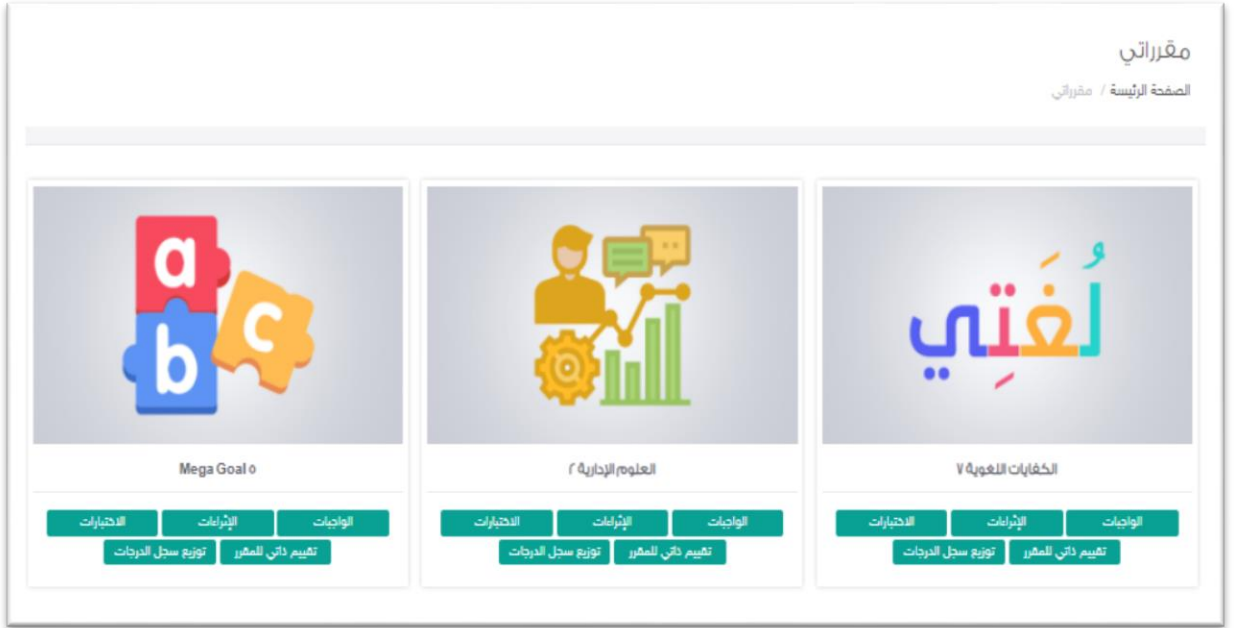 مقرراتي
الصفحة الرئيسة / مقرراتي
لُغَتِي
a
b
c
الكفايات اللغوية ٧
العلوم الإدارية ٢
Mega Goal ٥
الواجبات الإثراءات الاختبارات
تقييم ذاتي للمقرر توزيع سجل الدرجات
الواجبات الإثراءات الاختبارات
تقييم ذاتي للمقرر توزيع سجل الدرجات
الواجبات الإثراءات الاختبارات
تقييم ذاتي للمقرر توزيع سجل الدرجات